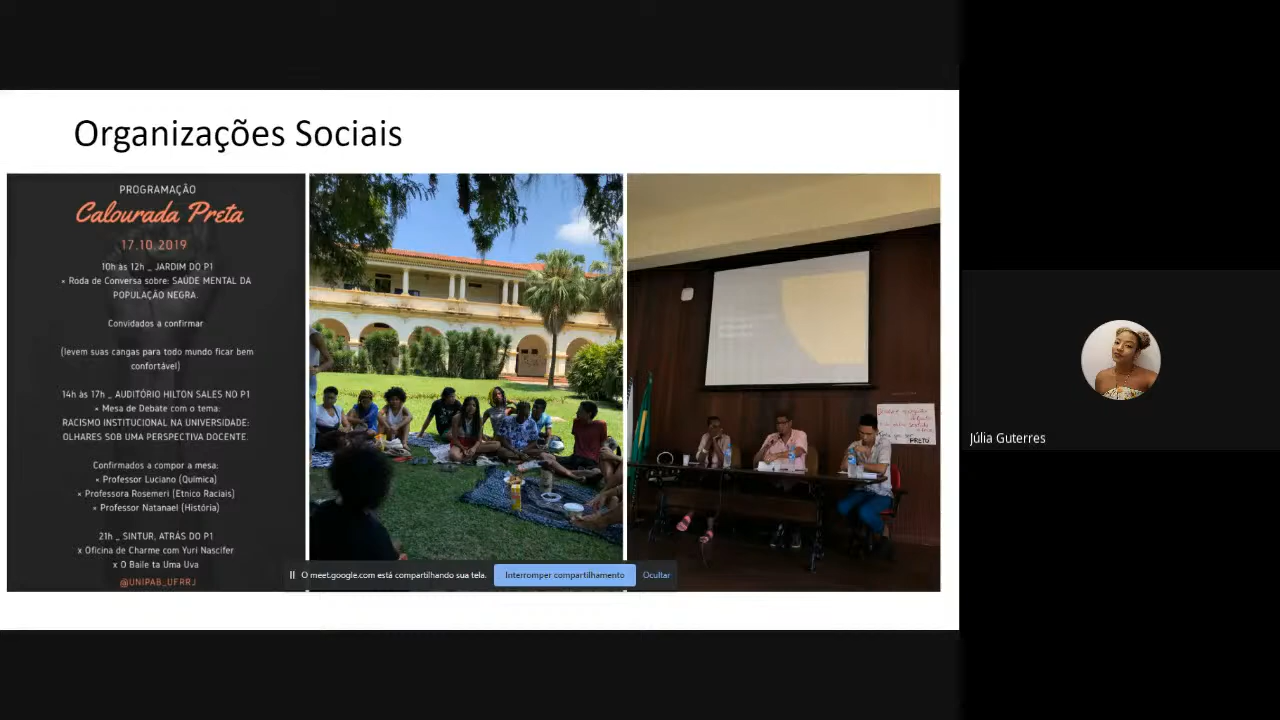 Organizações Sociais
PROGRAMAÇÃO
Calourada Preta
17.10.2019
10h às 12h _ JARDIM DO P1
× Roda de Conversa sobre: SAÚDE MENTAL DA
POPULAÇÃO NEGRA.
Convidados a confirmar
(levem suas cangas para todo mundo ficar bem
confortável)
14h às 17h _ AUDITÓRIO HILTON SALES NO P1
× Mesa de Debate com o tema:
RACISMO INSTITUCIONAL NA UNIVERSIDADE:
OLHARES SOB UMA PERSPECTIVA DOCENTE.
Confirmados a compor a mesa:
× Professor Luciano (Química)
× Professora Rosemeri (Etnico Raciais)
× Professor Natanael (História)
21h _ SINTUR, ATRÁS DO P1
x Oficina de Charme com Yuri Nascifer
x O Baile ta Uma Uva
@UNIPAB_UFRRJ
PRETO
O meet.google.com está compartilhando sua tela.
Interromper compartilhamento
Ocultar
Júlia Guterres